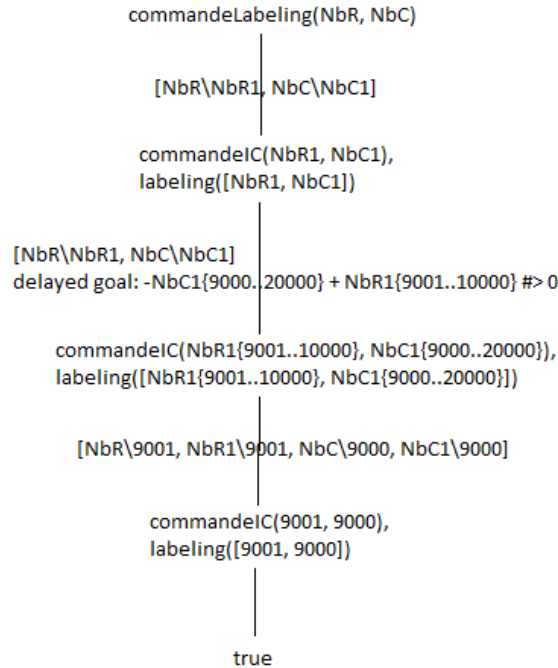 commandeLabeling(NbR, NbC)
[NbR\NbR1, NbC\NbC1]
commandeIC(NbR1, NbC1),
labeling([NbR1, NbC1])
[NbR\NbR1, NbC\NbC1]
delayed goal: -NbC1{9000..20000} + NbR1{9001..10000} #> 0
commandeIC(NbR1{9001..10000}, NbC1{9000..20000}),
labeling([NbR1{9001..10000}, NbC1{9000..20000}])
[NbR\9001, NbR1\9001, NbC\9000, NbC1\9000]
commandeIC(9001, 9000),
labeling([9001, 9000])
true